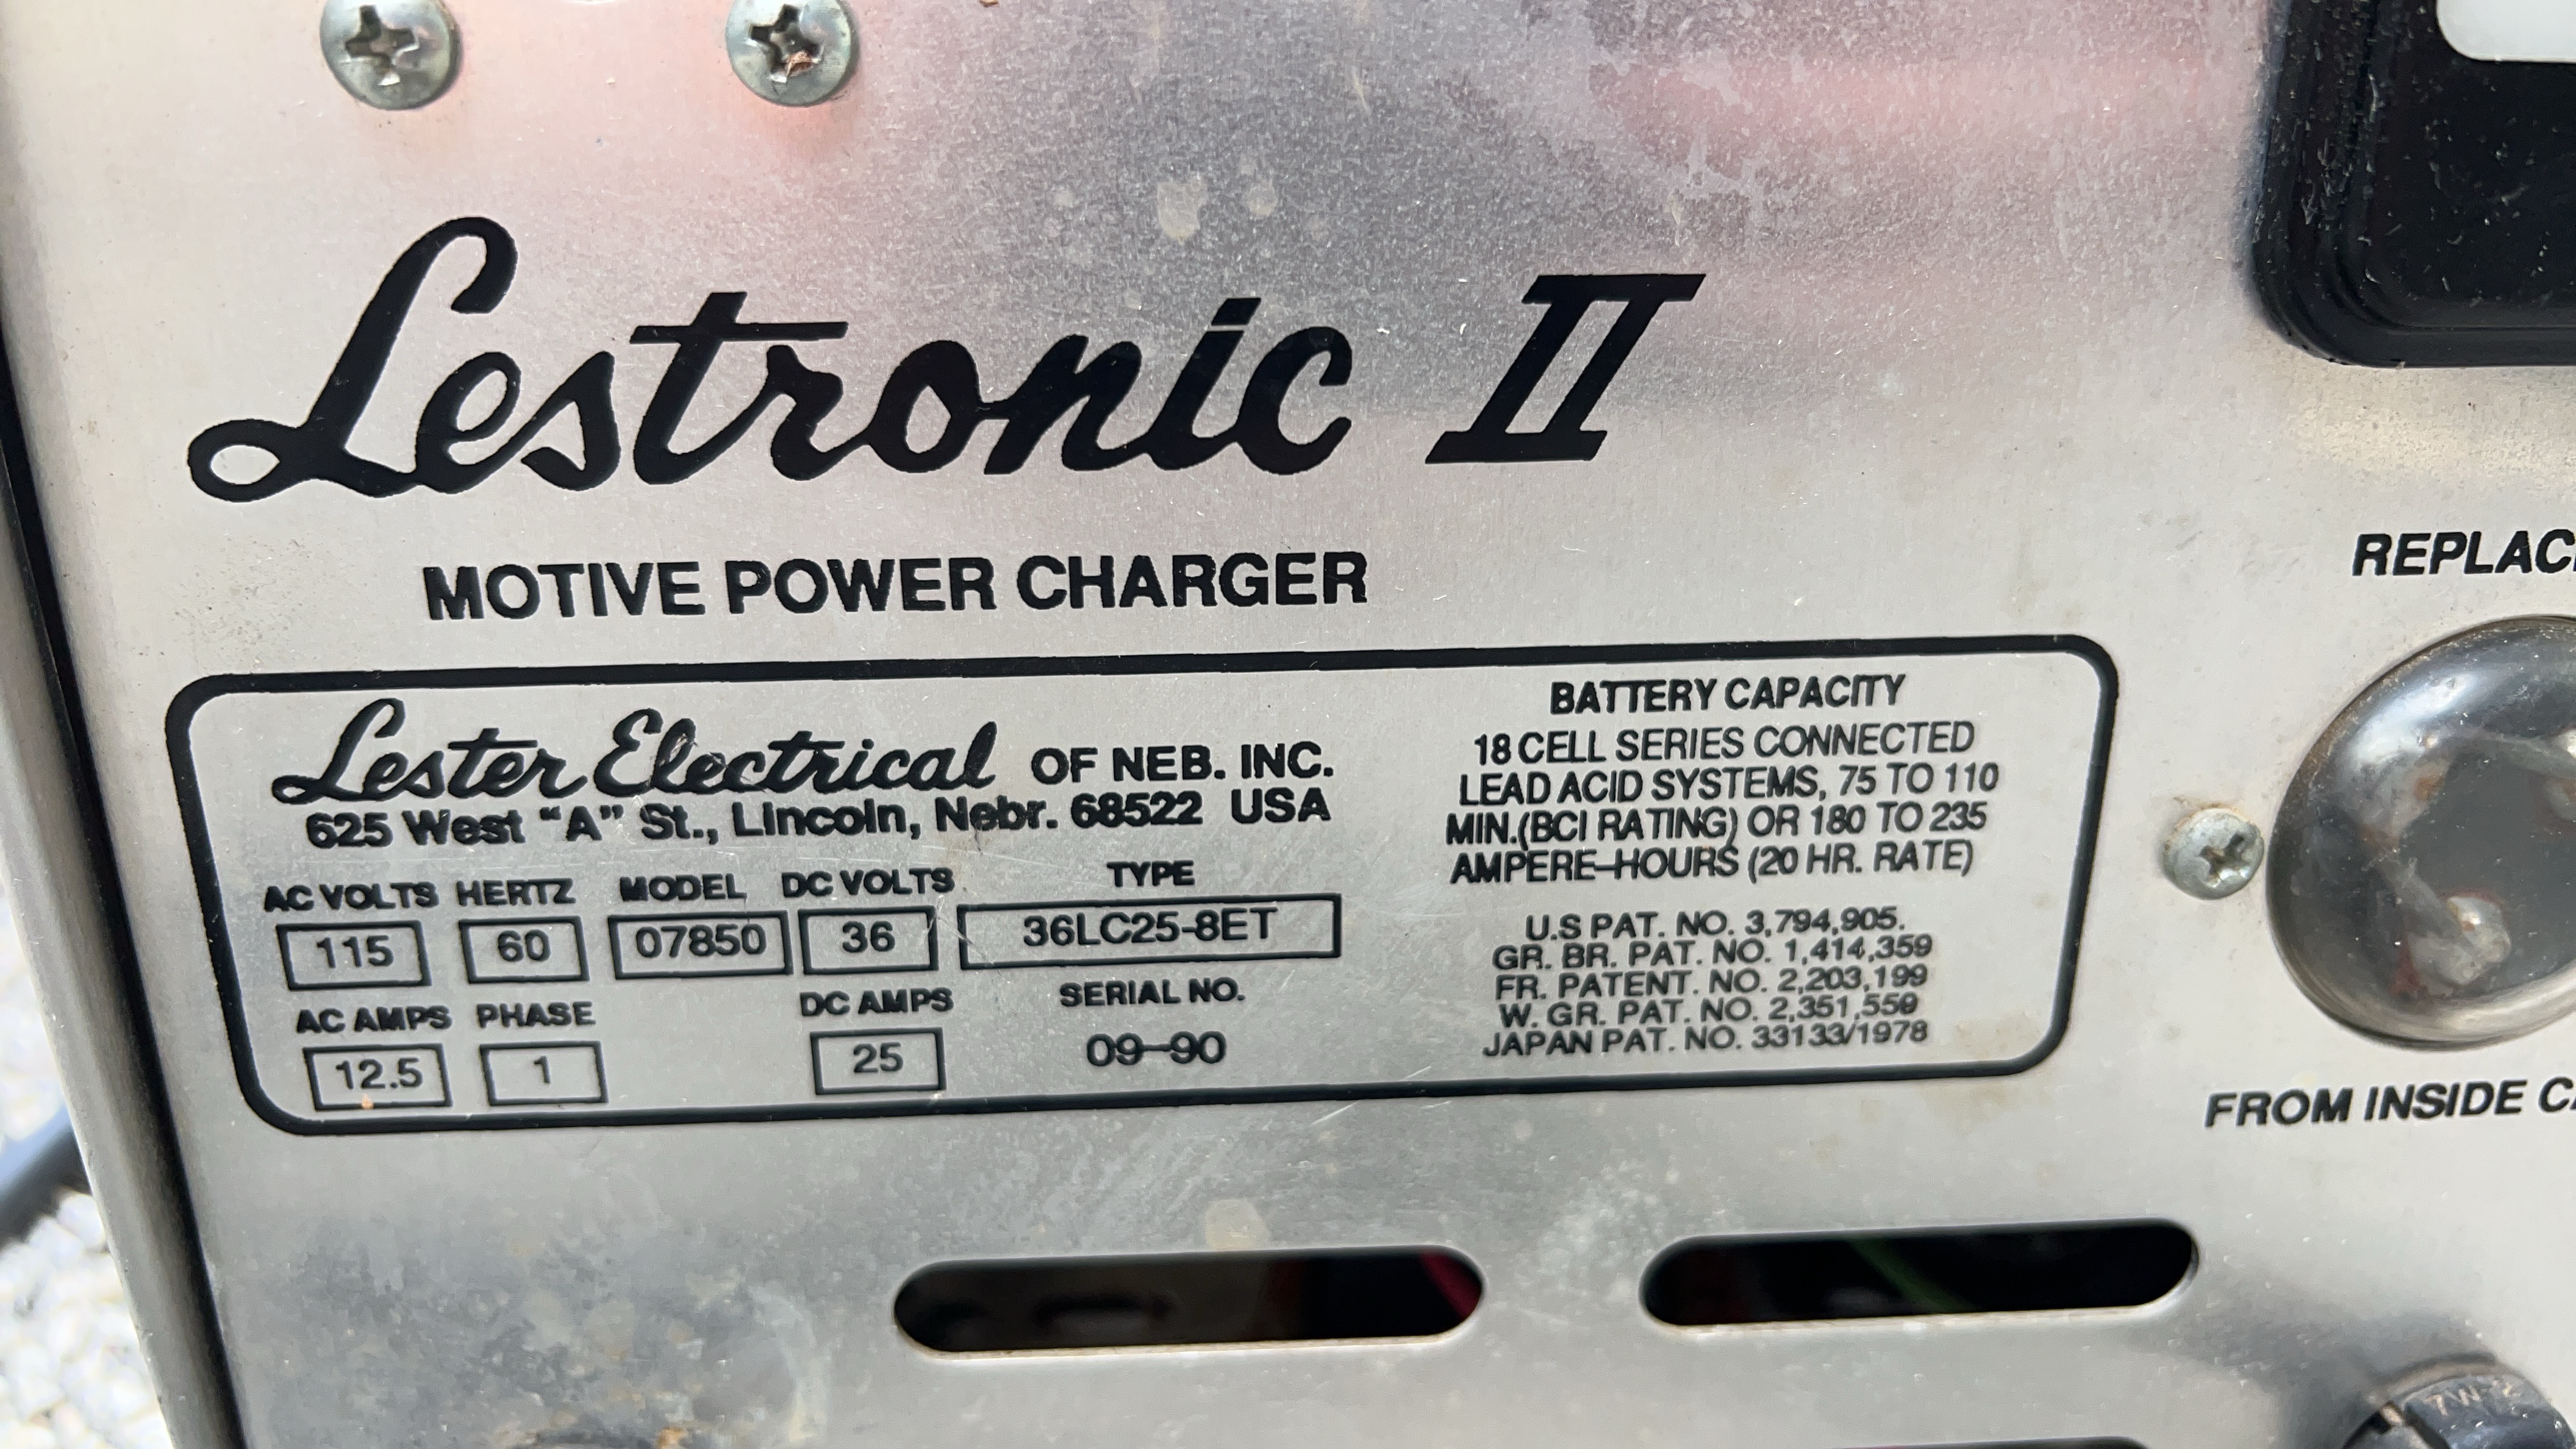 Lestronic II
MOTIVE POWER CHARGER
REPLAC
Lester Electrical OF NEB. INC.
625 West "A" St., Lincoln, Nebr. 68522 USA
AC VOLTS HERTZ MODEL DC VOLTS TYPE
115 60 07850 36 36LC25-8ET
AC AMPS PHASE DC AMPS SERIAL NO.
12.5 1 25 09-90
BATTERY CAPACITY
18 CELL SERIES CONNECTED
LEAD ACID SYSTEMS, 75 TO 110
MIN.(BCI RATING) OR 180 TO 235
AMPERE-HOURS (20 HR. RATE)
U.S PAT. NO. 3,794,905.
GR. BR. PAT. NO. 1,414,359
FR. PATENT. NO. 2,203,199
W. GR. PAT. NO. 2,351,559
JAPAN PAT. NO. 33133/1978
FROM INSIDE CA